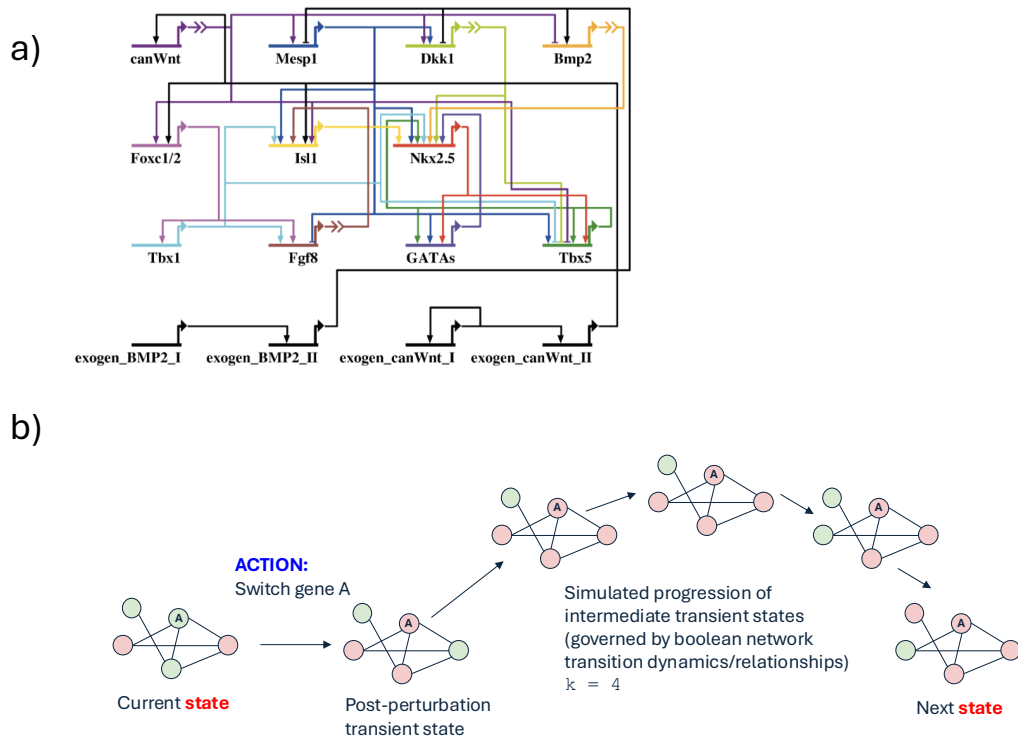 a)
canWnt
Mesp1
Dkk1
Bmp2
Foxc1/2
Isl1
Nkx2.5
Tbx1
Fgf8
GATAs
Tbx5
exogen_BMP2_I
exogen_BMP2_II
exogen_canWnt_I
exogen_canWnt_II
b)
ACTION:
Switch gene A
A
A
A
A
A
A
Simulated progression of
intermediate transient states
(governed by boolean network
transition dynamics/relationships)
k = 4
Current state
Post-perturbation
transient state
Next state